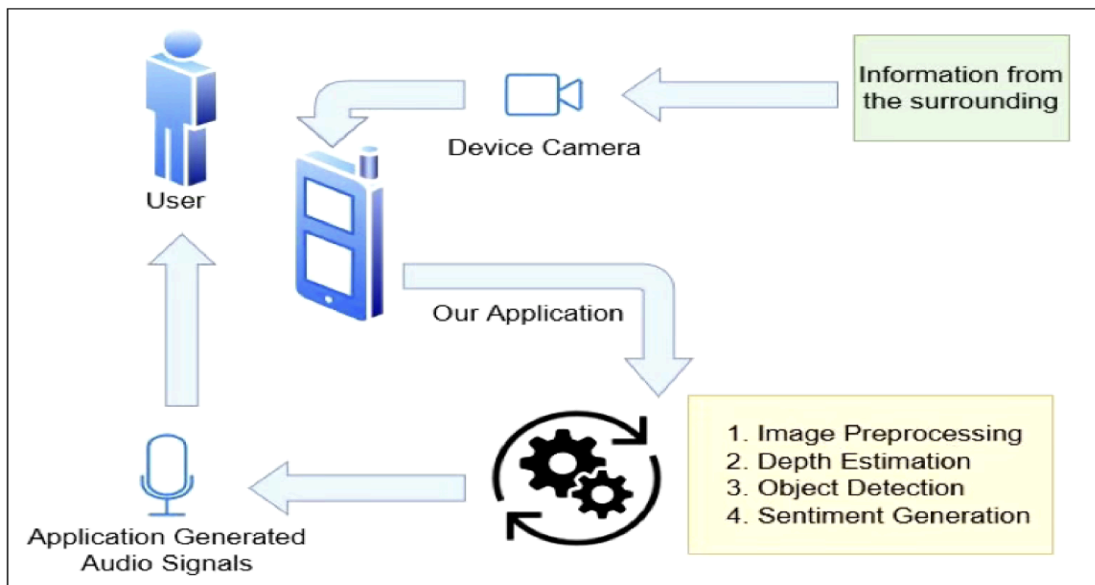 Information from
the surrounding
Device Camera
User
Our Application
1. Image Preprocessing
2. Depth Estimation
3. Object Detection
4. Sentiment Generation
Application Generated
Audio Signals